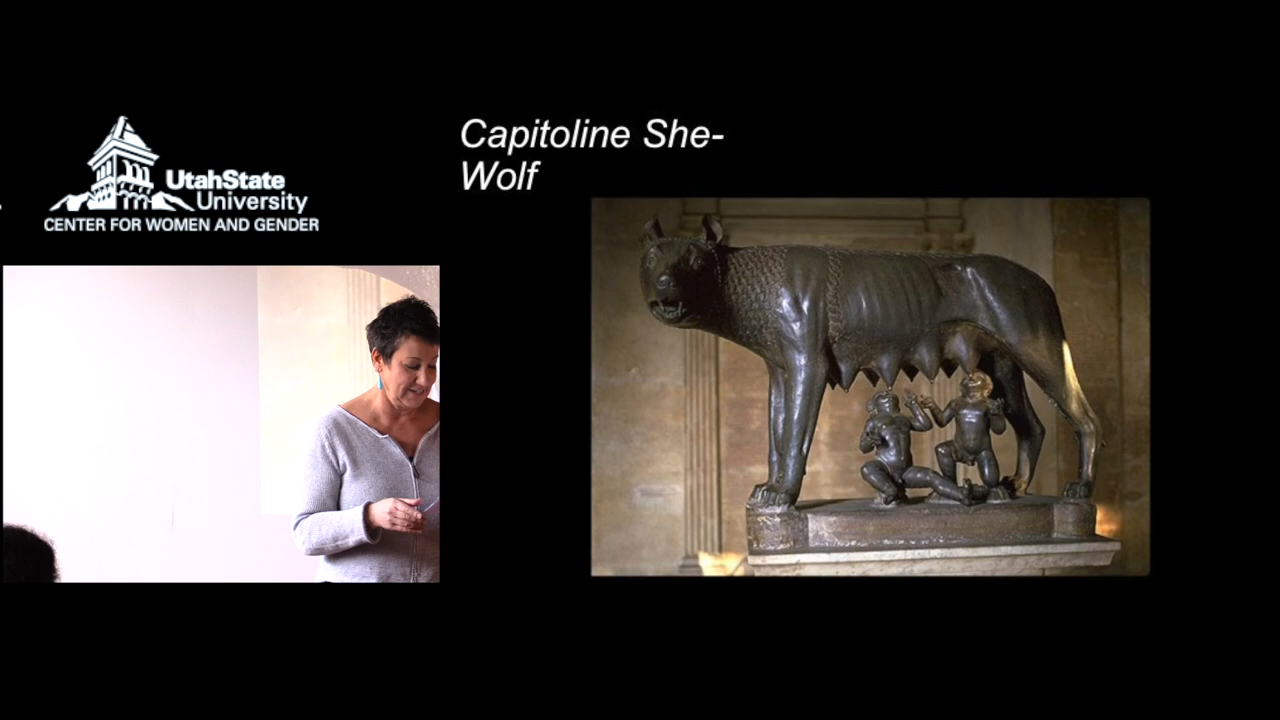 UtahState
University
CENTER FOR WOMEN AND GENDER
Capitoline She-
Wolf